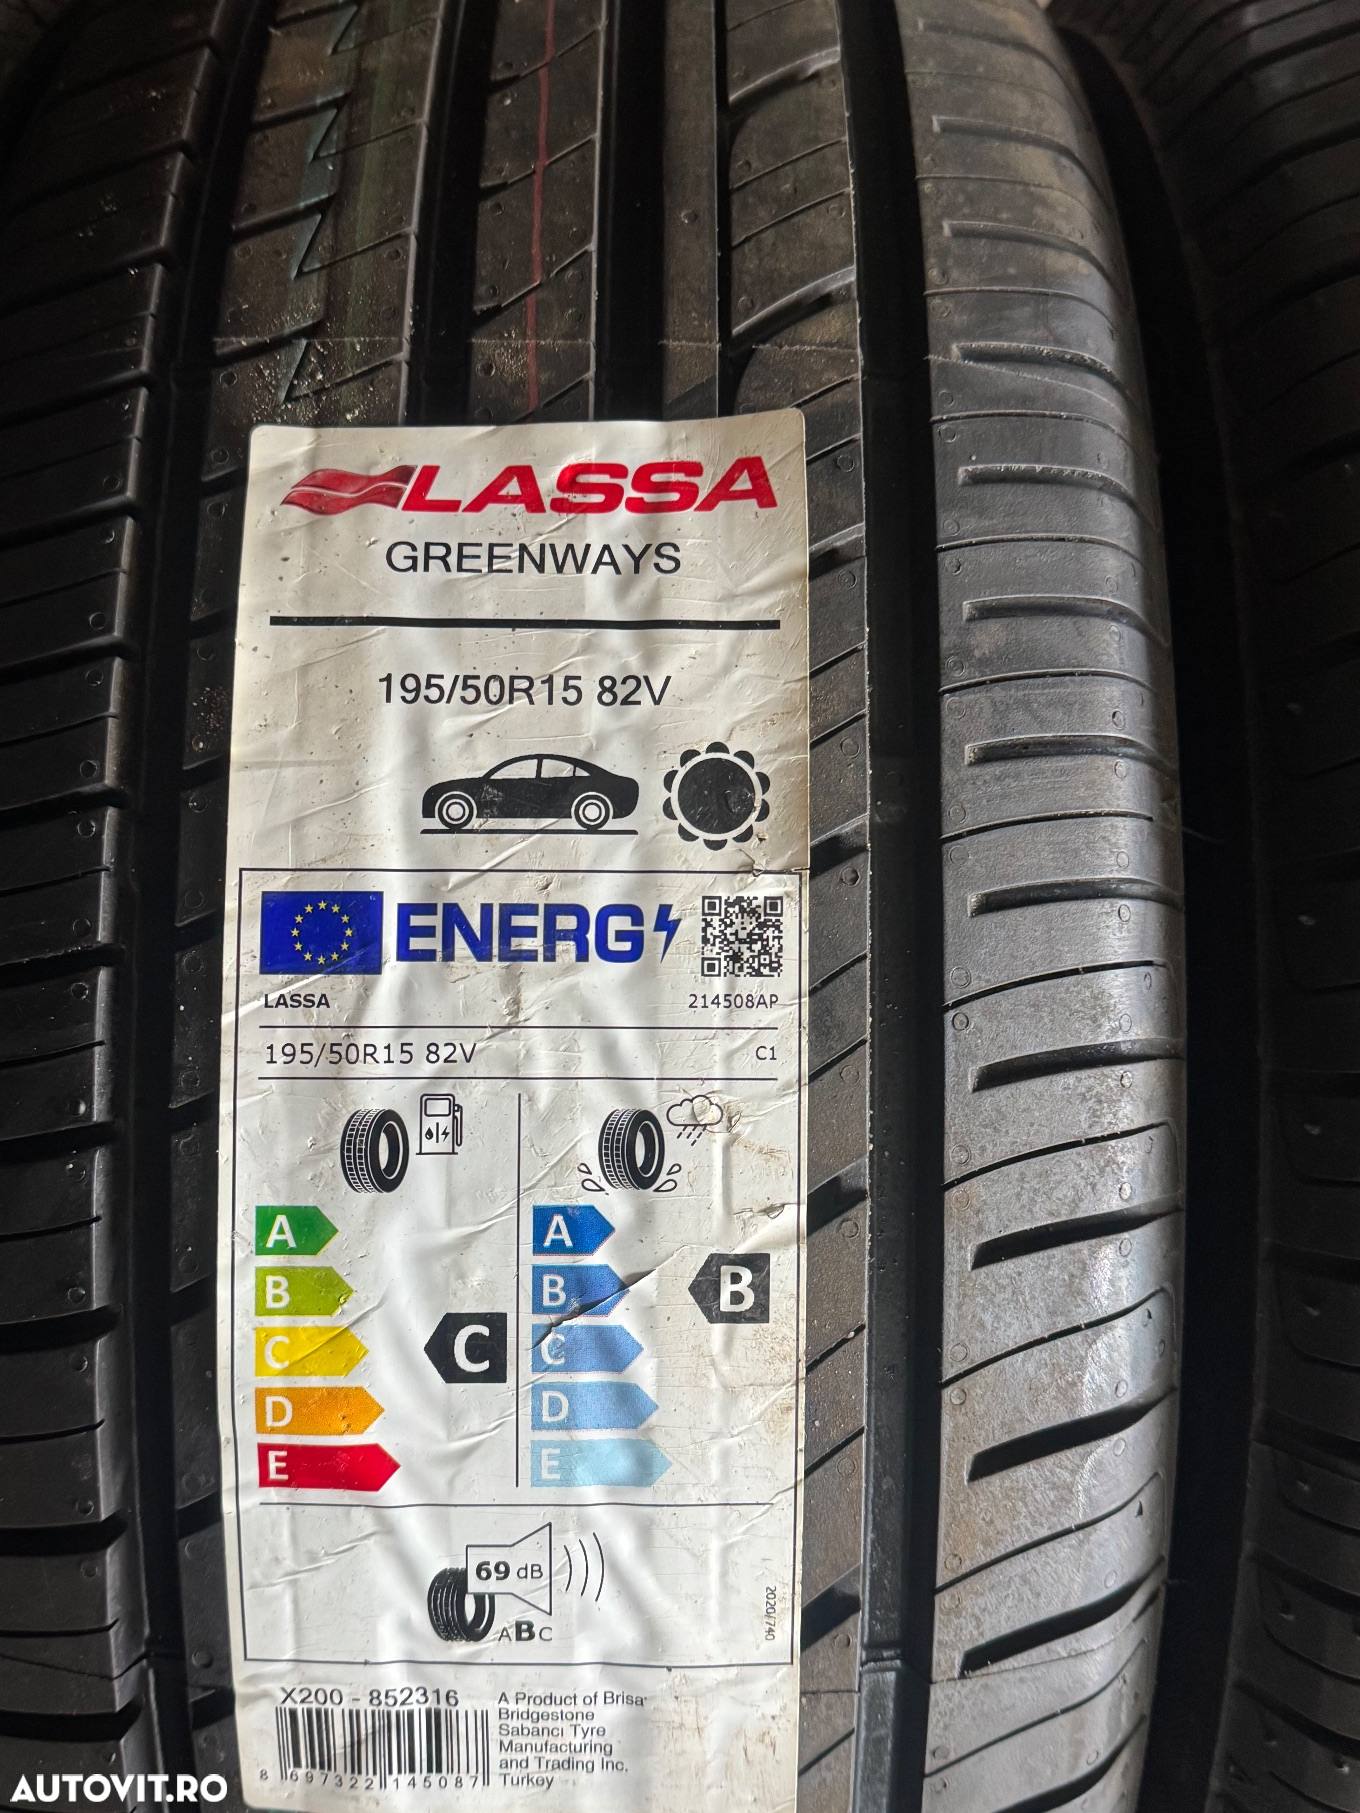 LASSA
GREENWAYS
195/50R15 82V
ENERG
LASSA 214508AP
195/50R15 82V C1
A A
B B B
C C C
D D
E E
69 dB
ABC
2020/740
X200 - 852316
A Product of Brisa
Bridgestone
Sabancı Tyre
Manufacturing
and Trading Inc.
Turkey
8 697322 145087
AUTOVIT.RO